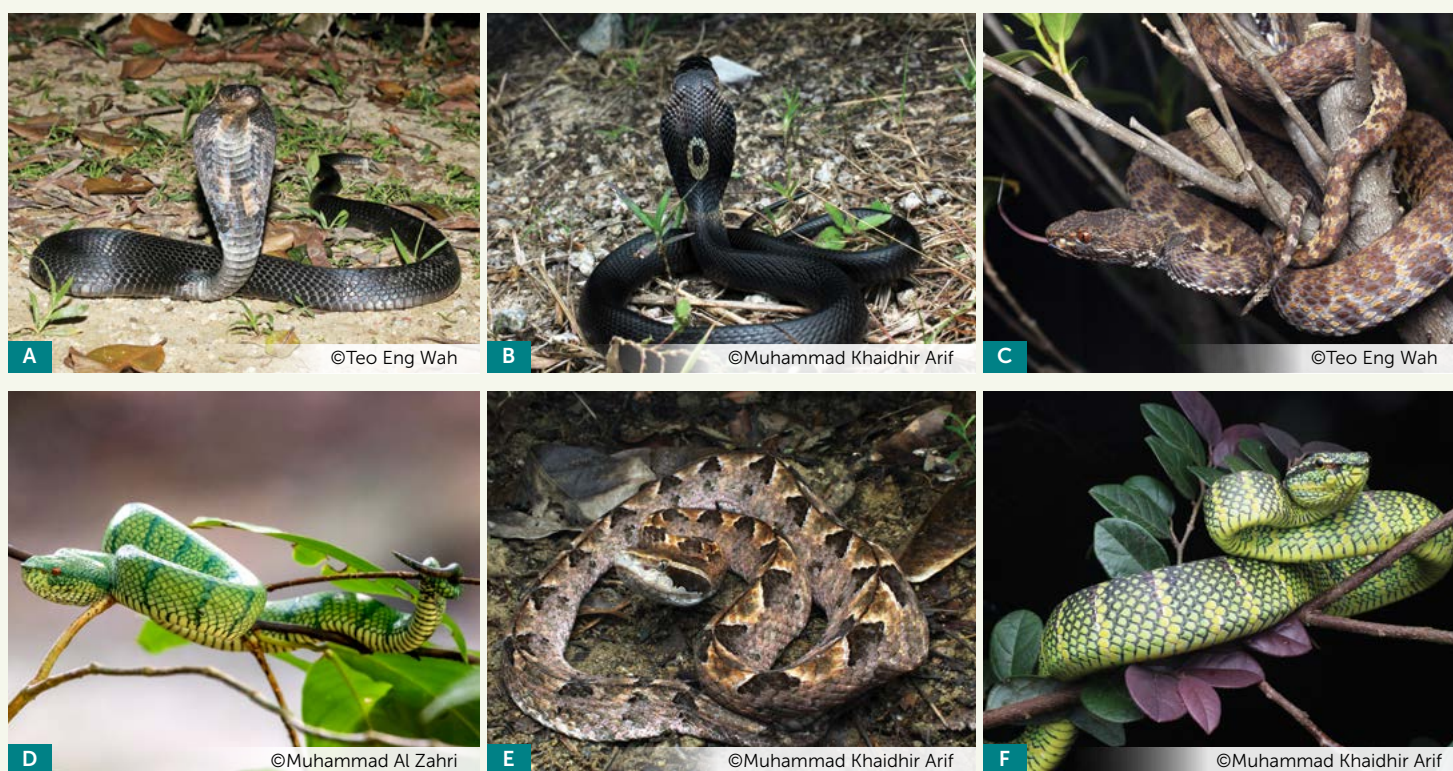 A
©Teo Eng Wah
B
©Muhammad Khaidhir Arif
C
©Teo Eng Wah
D
©Muhammad Al Zahri
E
©Muhammad Khaidhir Arif
F
©Muhammad Khaidhir Arif